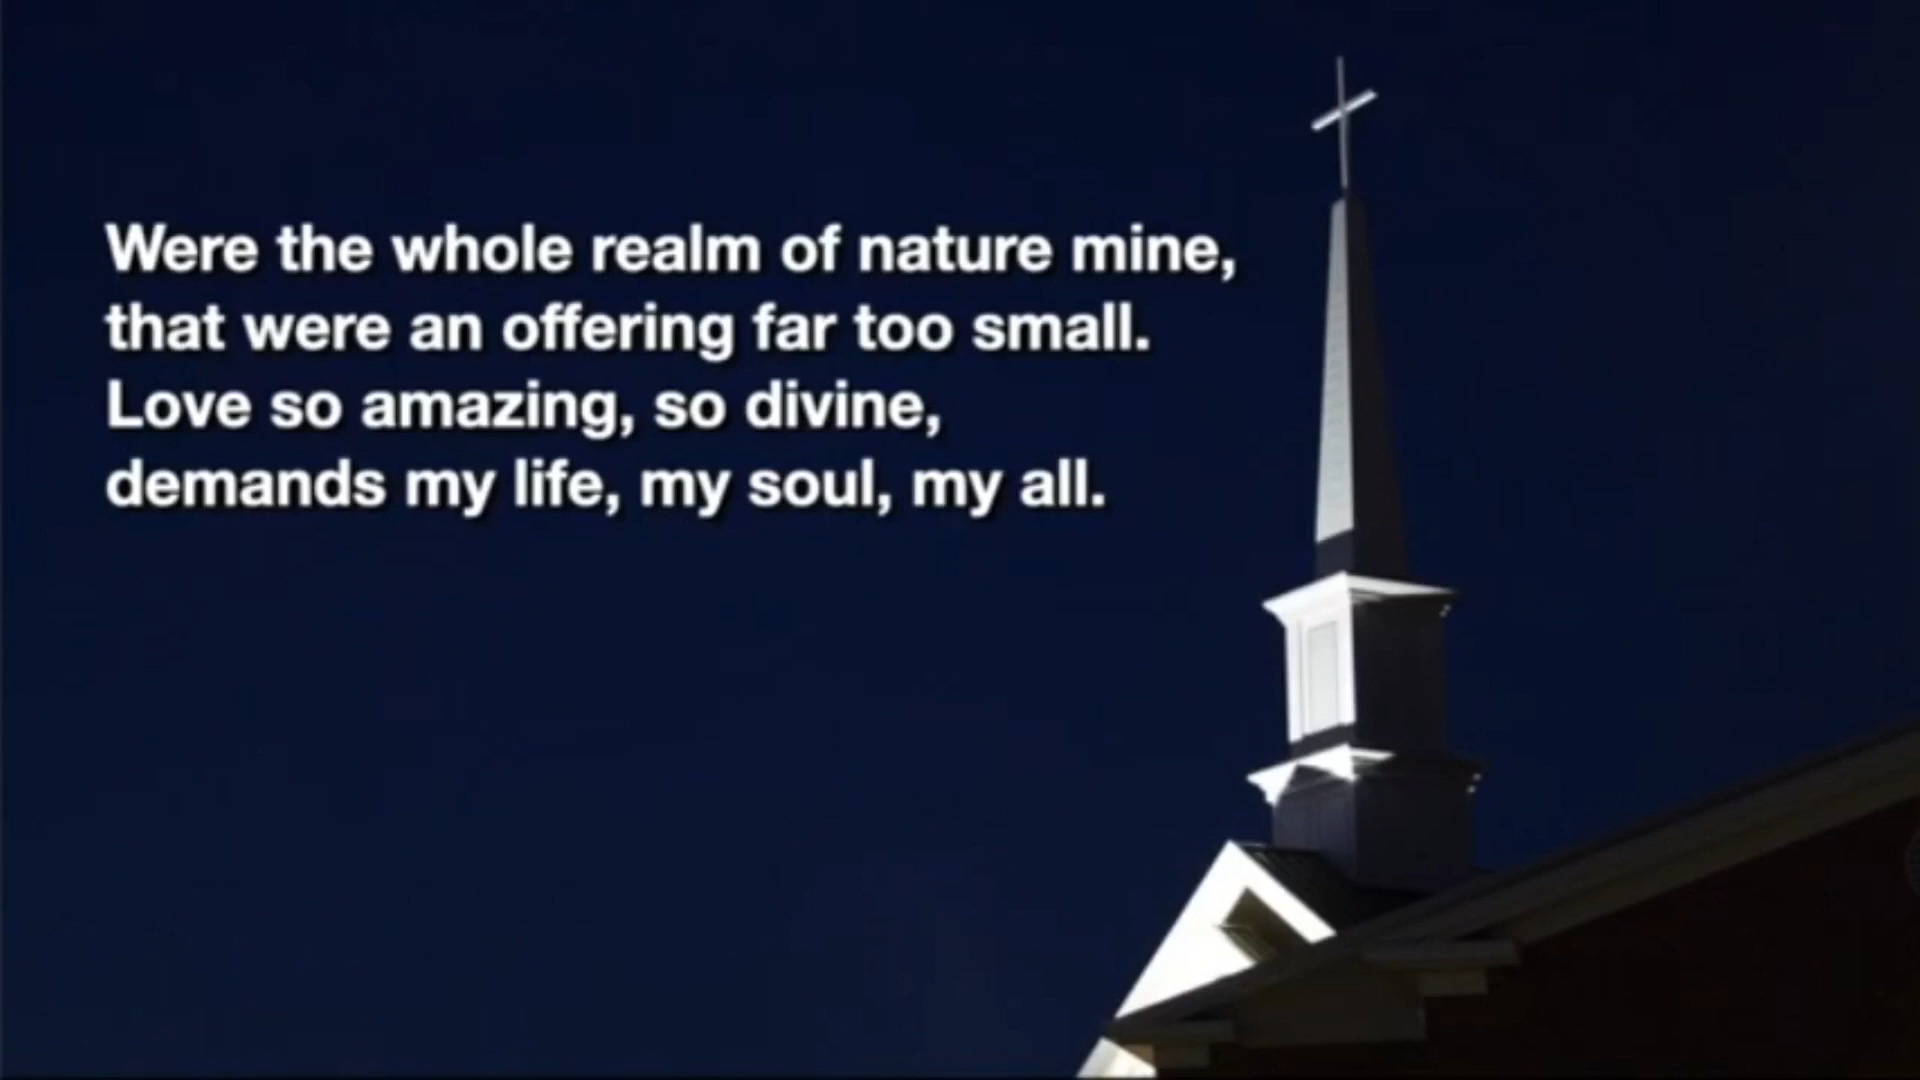 Were the whole realm of nature mine,
that were an offering far too small.
Love so amazing, so divine,
demands my life, my soul, my all.